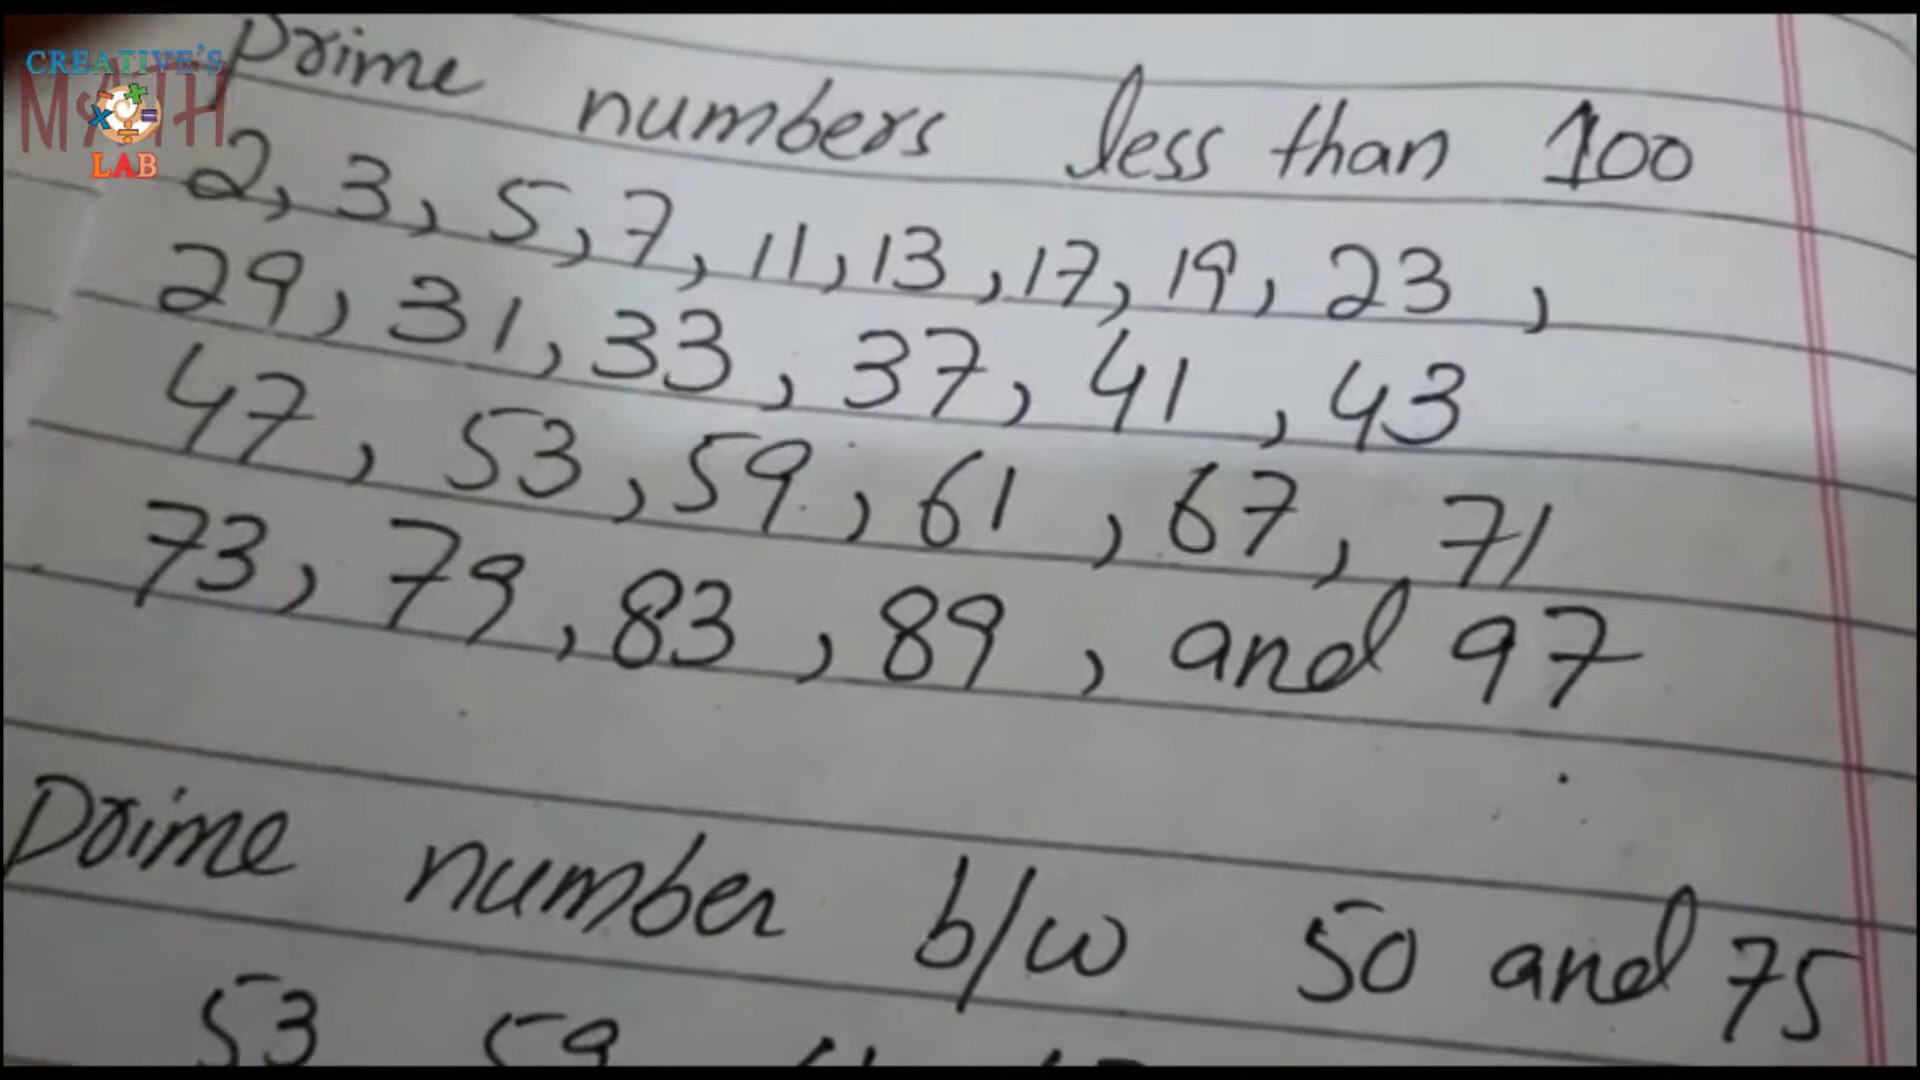 CREATIVE'S
MATH
LAB
Prime numbers less than 100
2, 3, 5, 7, 11, 13, 17, 19, 23,
29, 31, 33, 37, 41, 43
47, 53, 59, 61, 67, 71
73, 79, 83, 89, and 97
Prime number b/w 50 and 75
53 59